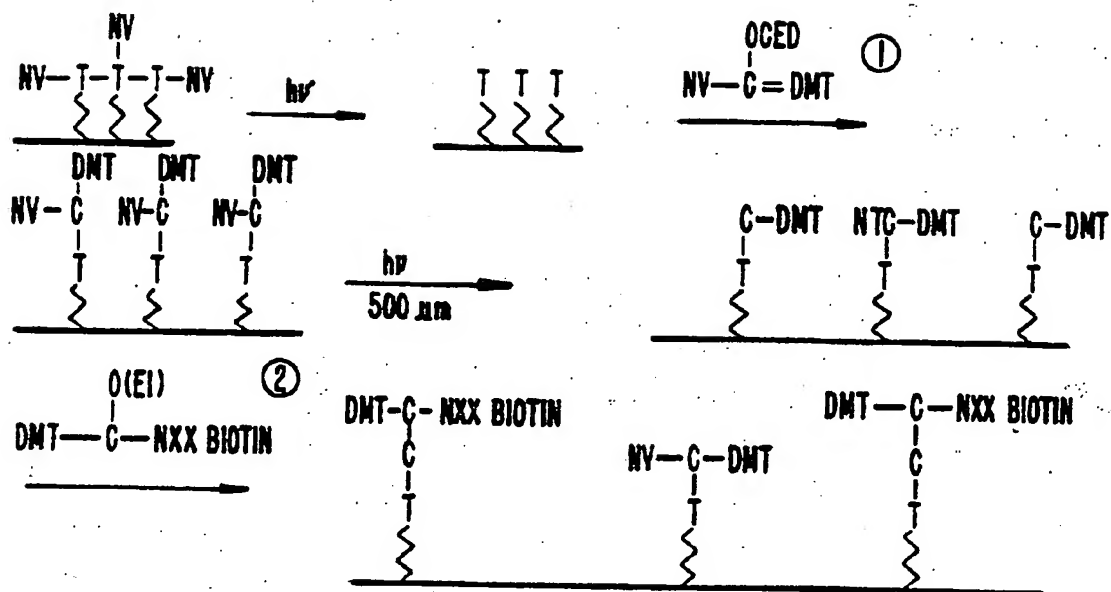 NV
NV-T-T-T-NV
hν
T T T
OCED
NV-C=DMT
①
DMT DMT DMT
NV-C NV-C NV-C
T T T
hν
500 µm
C-DMT NTC-DMT C-DMT
T T T
②
O(EI)
DMT-C-NXX BIOTIN
DMT-C-NXX BIOTIN
C
T
NV-C-DMT
T
DMT-C-NXX BIOTIN
C
T